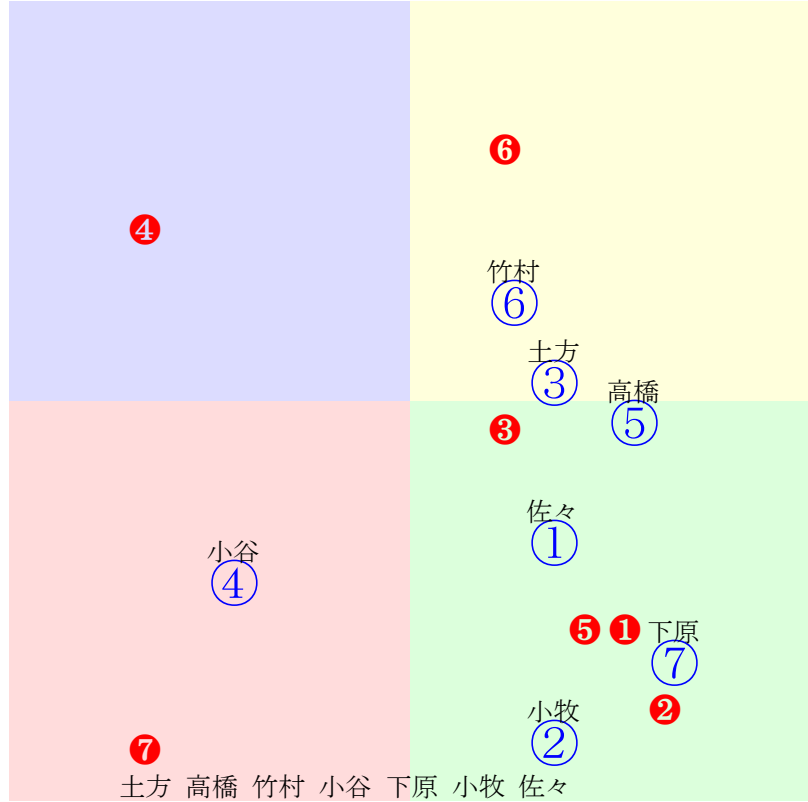 ❻
❹
竹村
⑥
土方
③
高橋
⑤
❸
佐々
①
小谷
④
❺ ❶ 下原
⑦
小牧 ❷
②
❼
土方 高橋 竹村 小谷 下原 小牧 佐々